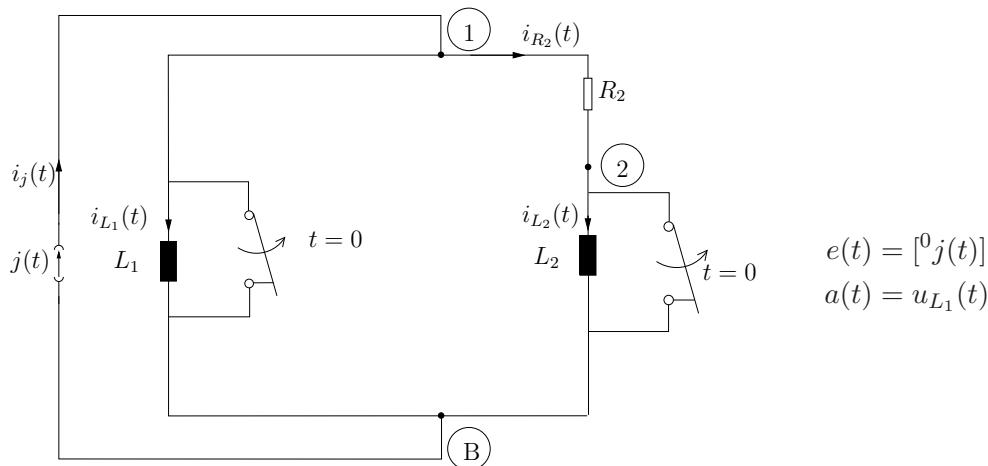 1
i_{R_2}(t)
R_2
2
i_j(t)
i_{L_1}(t)
i_{L_2}(t)
t = 0
j(t)
L_1
L_2
t = 0
e(t) = [^0 j(t)]
a(t) = u_{L_1}(t)
B